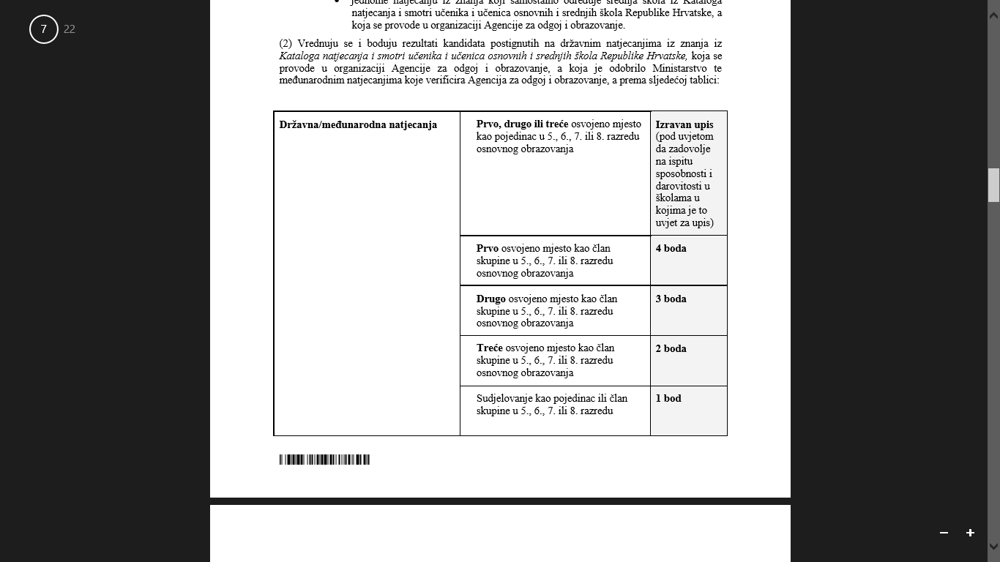 7 22
jednome natjecanju iz znanja koji samostalno određuje srednja škola iz Kataloga
natjecanja i smotri učenika i učenica osnovnih i srednjih škola Republike Hrvatske, a
koja se provode u organizaciji Agencije za odgoj i obrazovanje.
(2) Vrednuju se i boduju rezultati kandidata postignutih na državnim natjecanjima iz znanja iz
Kataloga natjecanja i smotri učenika i učenica osnovnih i srednjih škola Republike Hrvatske, koja se
provode u organizaciji Agencije za odgoj i obrazovanje, a koja je odobrilo Ministarstvo te
međunarodnim natjecanjima koje verificira Agencija za odgoj i obrazovanje, a prema sljedećoj tablici:
Državna/međunarodna natjecanja
Prvo, drugo ili treće osvojeno mjesto
kao pojedinac u 5., 6., 7. ili 8. razredu
osnovnog obrazovanja
Izravan upis
(pod uvjetom
da zadovolje
na ispitu
sposobnosti i
darovitosti u
školama u
kojima je to
uvjet za upis)
Prvo osvojeno mjesto kao član
skupine u 5., 6., 7. ili 8. razredu
osnovnog obrazovanja
4 boda
Drugo osvojeno mjesto kao član
skupine u 5., 6., 7. ili 8. razredu
osnovnog obrazovanja
3 boda
Treće osvojeno mjesto kao član
skupine u 5., 6., 7. ili 8. razredu
osnovnog obrazovanja
2 boda
Sudjelovanje kao pojedinac ili član
skupine u 5., 6., 7. ili 8. razredu
1 bod